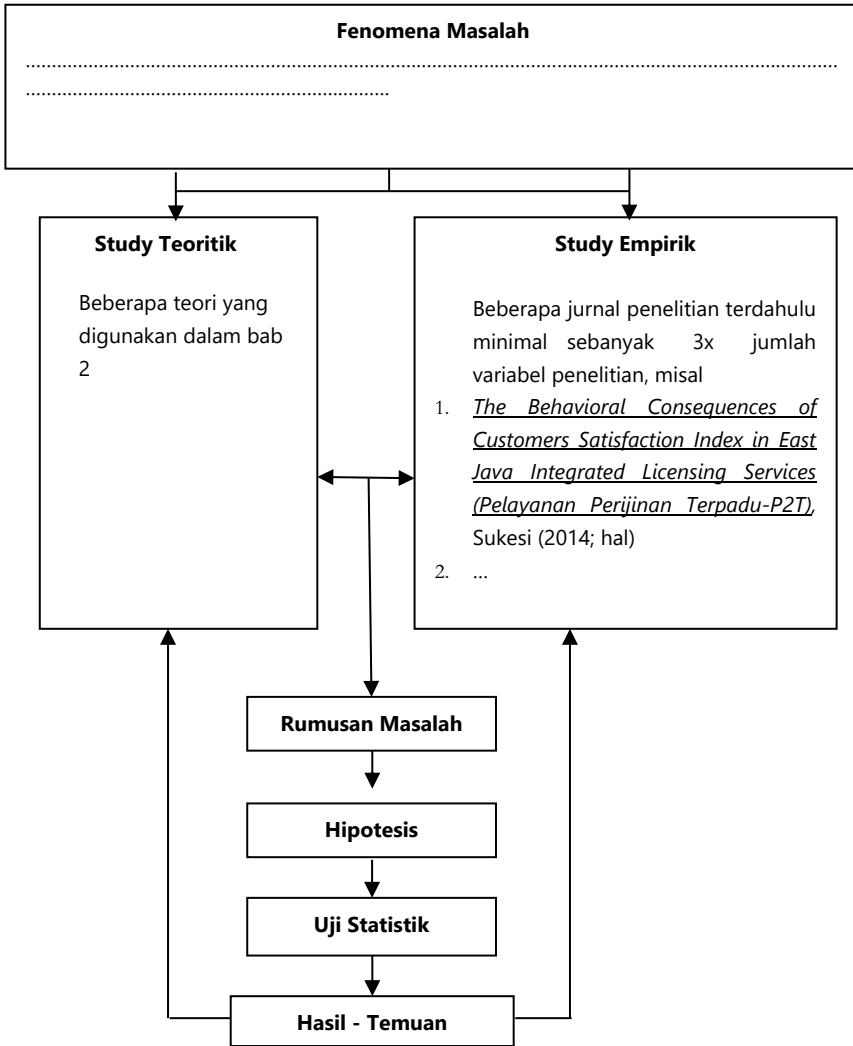 Fenomena Masalah
............................................................................................................................................................
......................................................................
Study Teoritik
Beberapa teori yang
digunakan dalam bab
2
Study Empirik
Beberapa jurnal penelitian terdahulu
minimal sebanyak 3x jumlah
variabel penelitian, misal
1. The Behavioral Consequences of
Customers Satisfaction Index in East
Java Integrated Licensing Services
(Pelayanan Perijinan Terpadu-P2T),
Sukesi (2014; hal)
2. ...
Rumusan Masalah
Hipotesis
Uji Statistik
Hasil - Temuan